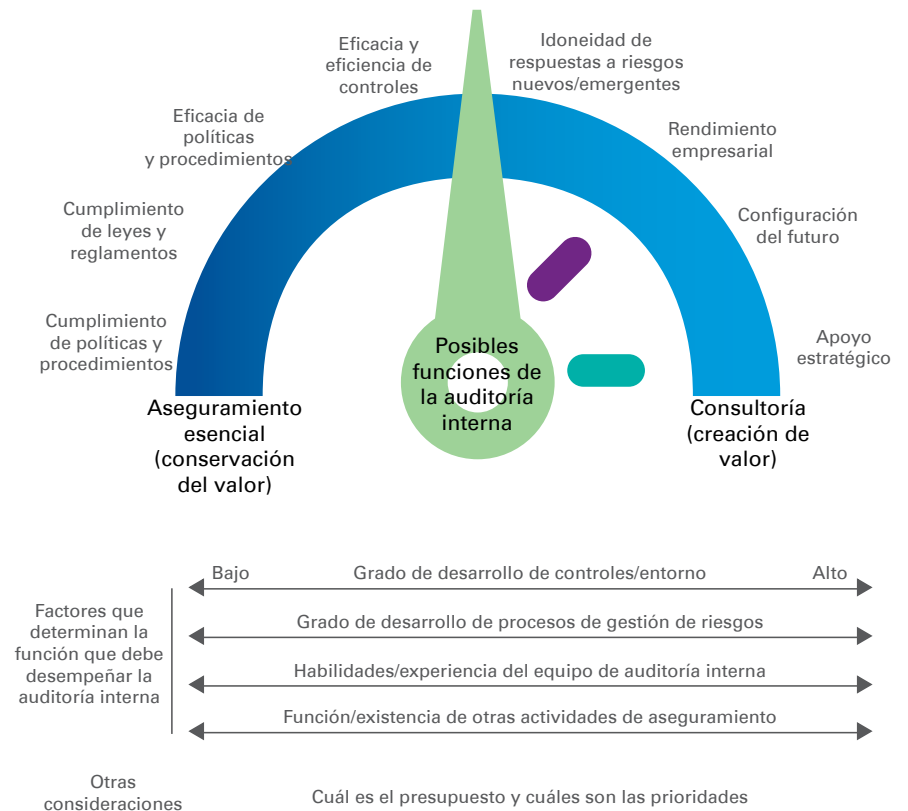 Eficacia y
eficiencia de
controles
Idoneidad de
respuestas a riesgos
nuevos/emergentes
Eficacia de
políticas
y procedimientos
Rendimiento
empresarial
Cumplimiento
de leyes y
reglamentos
Configuración
del futuro
Cumplimiento
de políticas y
procedimientos
Apoyo
estratégico
Posibles
funciones de
la auditoría
interna
Aseguramiento
esencial
(conservación
del valor)
Consultoría
(creación de
valor)
Factores que
determinan la
función que debe
desempeñar la
auditoría interna
Bajo Grado de desarrollo de controles/entorno Alto
Grado de desarrollo de procesos de gestión de riesgos
Habilidades/experiencia del equipo de auditoría interna
Función/existencia de otras actividades de aseguramiento
Otras
consideraciones
Cuál es el presupuesto y cuáles son las prioridades